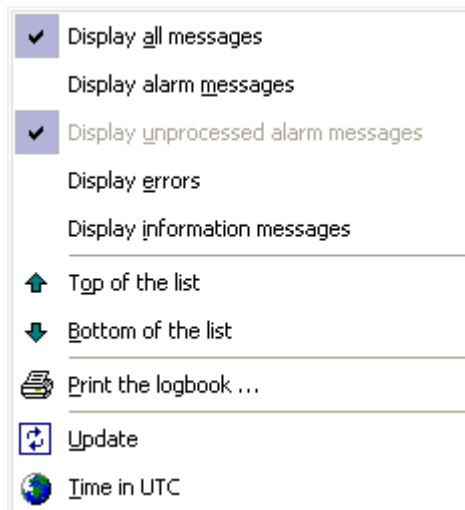 Display all messages
Display alarm messages
Display unprocessed alarm messages
Display errors
Display information messages
Top of the list
Bottom of the list
Print the logbook ...
Update
Time in UTC